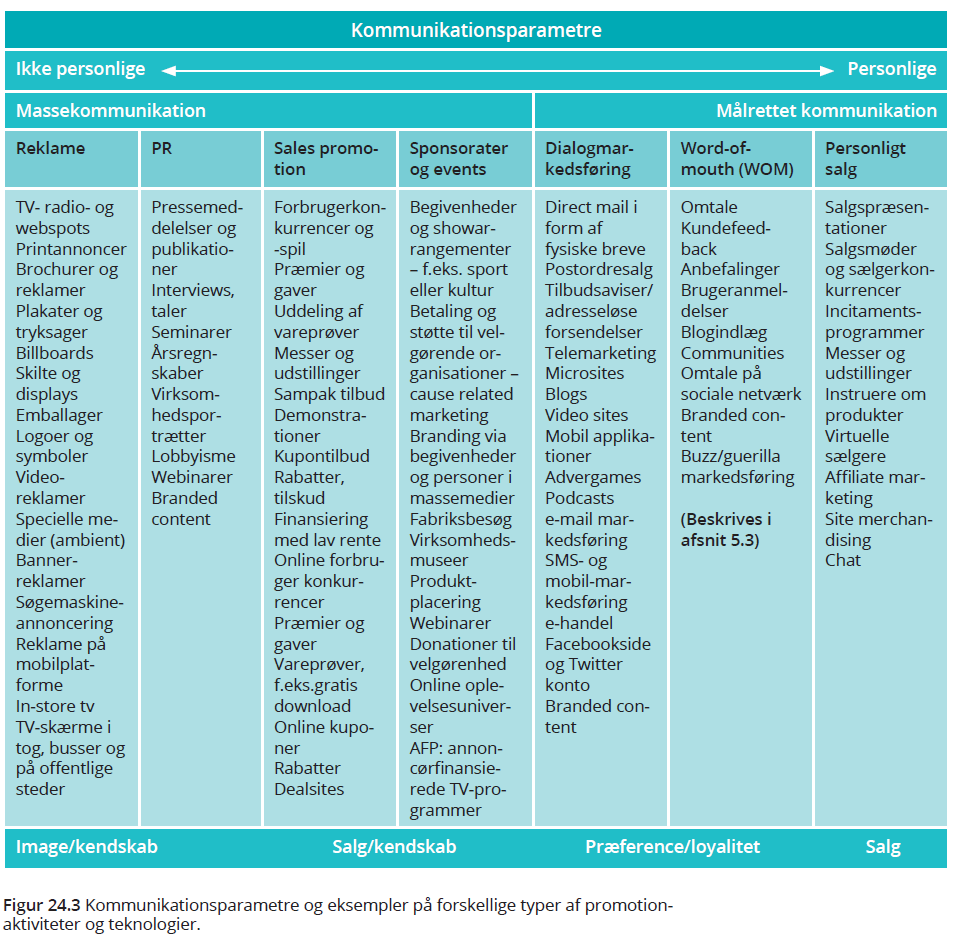 Kommunikationsparametre
Ikke personlige
Personlige
Massekommunikation
Målrettet kommunikation
Reklame
TV- radio- og
webspots
Printannoncer
Brochurer og
reklamer
Plakater og
tryksager
Billboards
Skilte og
displays
Emballager
Logoer og
symboler
Video-
reklamer
Specielle me-
dier (ambient)
Banner-
reklamer
Søgemaskine-
annoncering
Reklame på
mobilplat-
forme
In-store tv
TV-skærme i
tog, busser og
på offentlige
steder
PR
Pressemed-
delelser og
publikatio-
ner
Interviews,
taler
Seminarer
Årsregn-
skaber
Virksom-
hedspor-
trætter
Lobbyisme
Webinarer
Branded
content
Sales promo-
tion
Forbrugerkon-
kurrencer og
-spil
Præmier og
gaver
Uddeling af
vareprøver
Messer og
udstillinger
Sampak tilbud
Demonstra-
tioner
Kupontilbud
Rabatter,
tilskud
Finansiering
med lav rente
Online forbru-
ger konkur-
rencer
Præmier og
gaver
Vareprøver,
f.eks.gratis
download
Online kupo-
ner
Rabatter
Dealsites
Sponsorater
og events
Begivenheder
og showar-
rangementer
– f.eks. sport
eller kultur
Betaling og
støtte til vel-
gørende or-
ganisationer –
cause related
marketing
Branding via
begivenheder
og personer i
massemedier
Fabriksbesøg
Virksomheds-
museer
Produkt-
placering
Webinarer
Donationer til
velgørenhed
Online ople-
velsesuniver-
ser
AFP: annon-
cørfinansie-
rede TV-pro-
grammer
Dialogmar-
kedsføring
Direct mail i
form af
fysiske breve
Postordresalg
Tilbudsaviser/
adresseløse
forsendelser
Telemarketing
Microsites
Blogs
Video sites
Mobil applika-
tioner
Advergames
Podcasts
e-mail mar-
kedsføring
SMS- og
mobil-mar-
kedsføring
e-handel
Facebookside
og Twitter
konto
Branded con-
tent
Word-of-
mouth (WOM)
Omtale
Kundefeed-
back
Anbefalinger
Brugeranmel-
delser
Blogindlæg
Communities
Omtale på
sociale netværk
Branded con-
tent
Buzz/guerilla
markedsføring
(Beskrives i
afsnit 5.3)
Personligt
salg
Salgspræsen-
tationer
Salgsmøder
og sælgerkon-
kurrencer
Incitaments-
programmer
Messer og
udstillinger
Instruere om
produkter
Virtuelle
sælgere
Affiliate mar-
keting
Site merchan-
dising
Chat
Image/kendskab
Salg/kendskab
Præference/loyalitet
Salg
Figur 24.3 Kommunikationsparametre og eksempler på forskellige typer af promotion-
aktiviteter og teknologier.